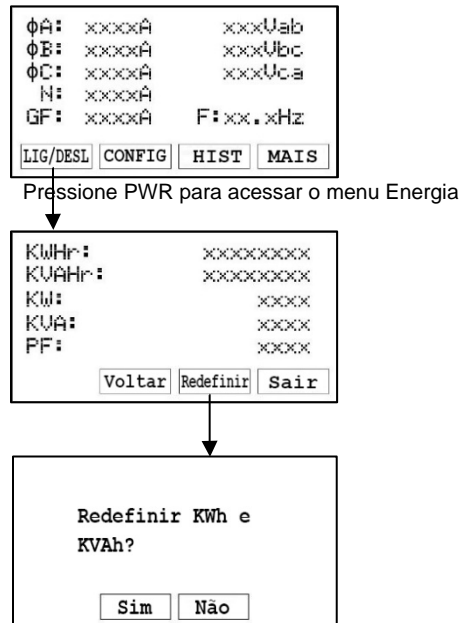 ΦA: xxxxA xxxVab
ΦB: xxxxA xxxVbc
ΦC: xxxxA xxxVca
N: xxxxA
GF: xxxxA F:xx.xHz
LIG/DESL CONFIG HIST MAIS
Pressione PWR para acessar o menu Energia
KWHr: xxxxxxxxx
KVAHr: xxxxxxxxx
KW: xxxx
KVA: xxxx
PF: xxxx
Voltar Redefinir Sair
Redefinir KWh e
KVAh?
Sim Não